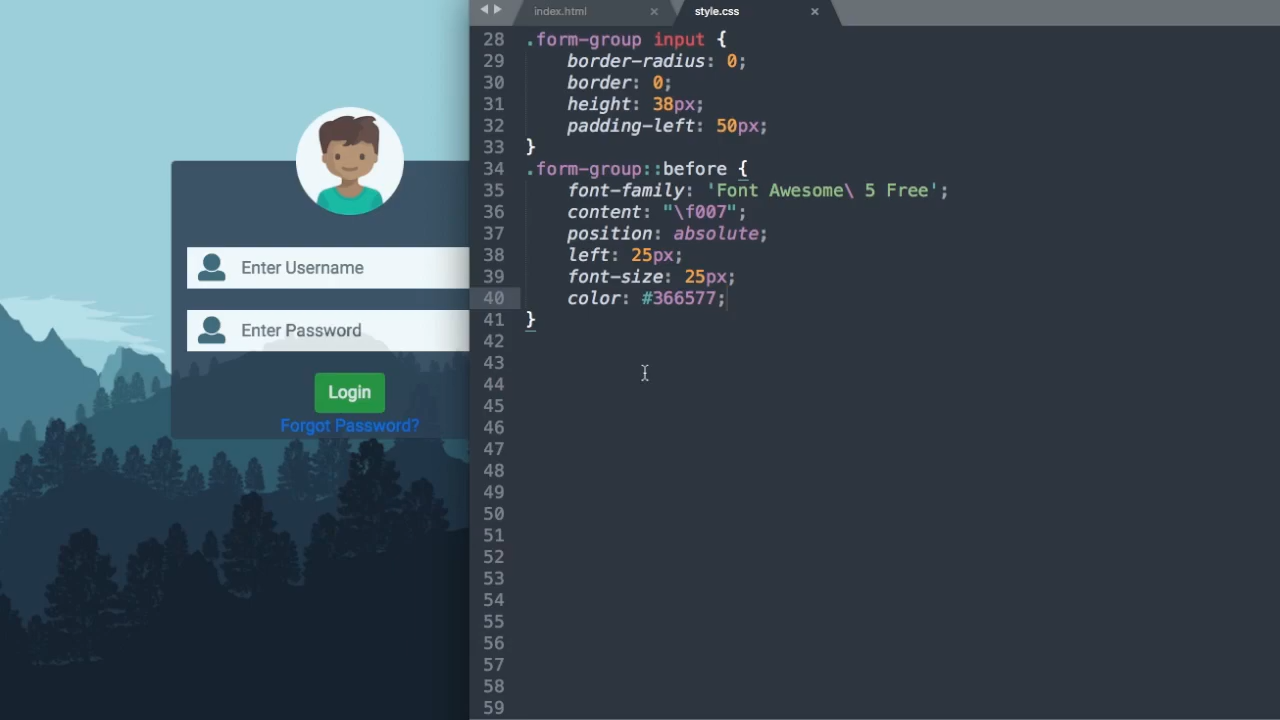 index.html
style.css
Enter Username
Enter Password
Login
Forgot Password?
28 .form-group input {
29 border-radius: 0;
30 border: 0;
31 height: 38px;
32 padding-left: 50px;
33 }
34 .form-group::before {
35 font-family: 'Font Awesome\ 5 Free';
36 content: "\f007";
37 position: absolute;
38 left: 25px;
39 font-size: 25px;
40 color: #366577;
41 }
42
43
44
45
46
47
48
49
50
51
52
53
54
55
56
57
58
59